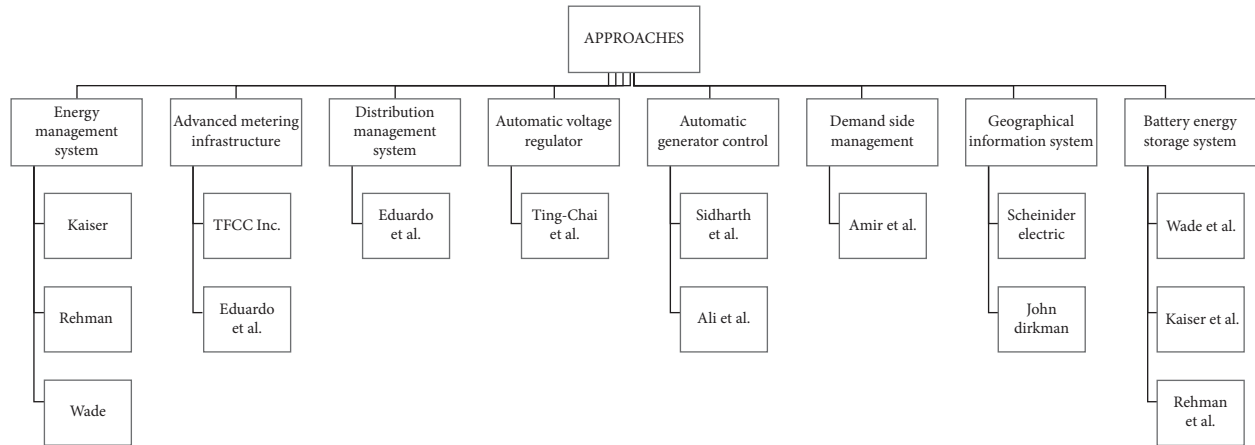 APPROACHES
Energy
management
system
Advanced metering
infrastructure
Distribution
management
system
Automatic voltage
regulator
Automatic
generator control
Demand side
management
Geographical
information system
Battery energy
storage system
Kaiser
TFCC Inc.
Eduardo
et al.
Ting-Chai
et al.
Sidharth
et al.
Amir et al.
Scheinider
electric
Wade et al.
Rehman
Eduardo
et al.
Ali et al.
John
dirkman
Kaiser et al.
Wade
Rehman
et al.